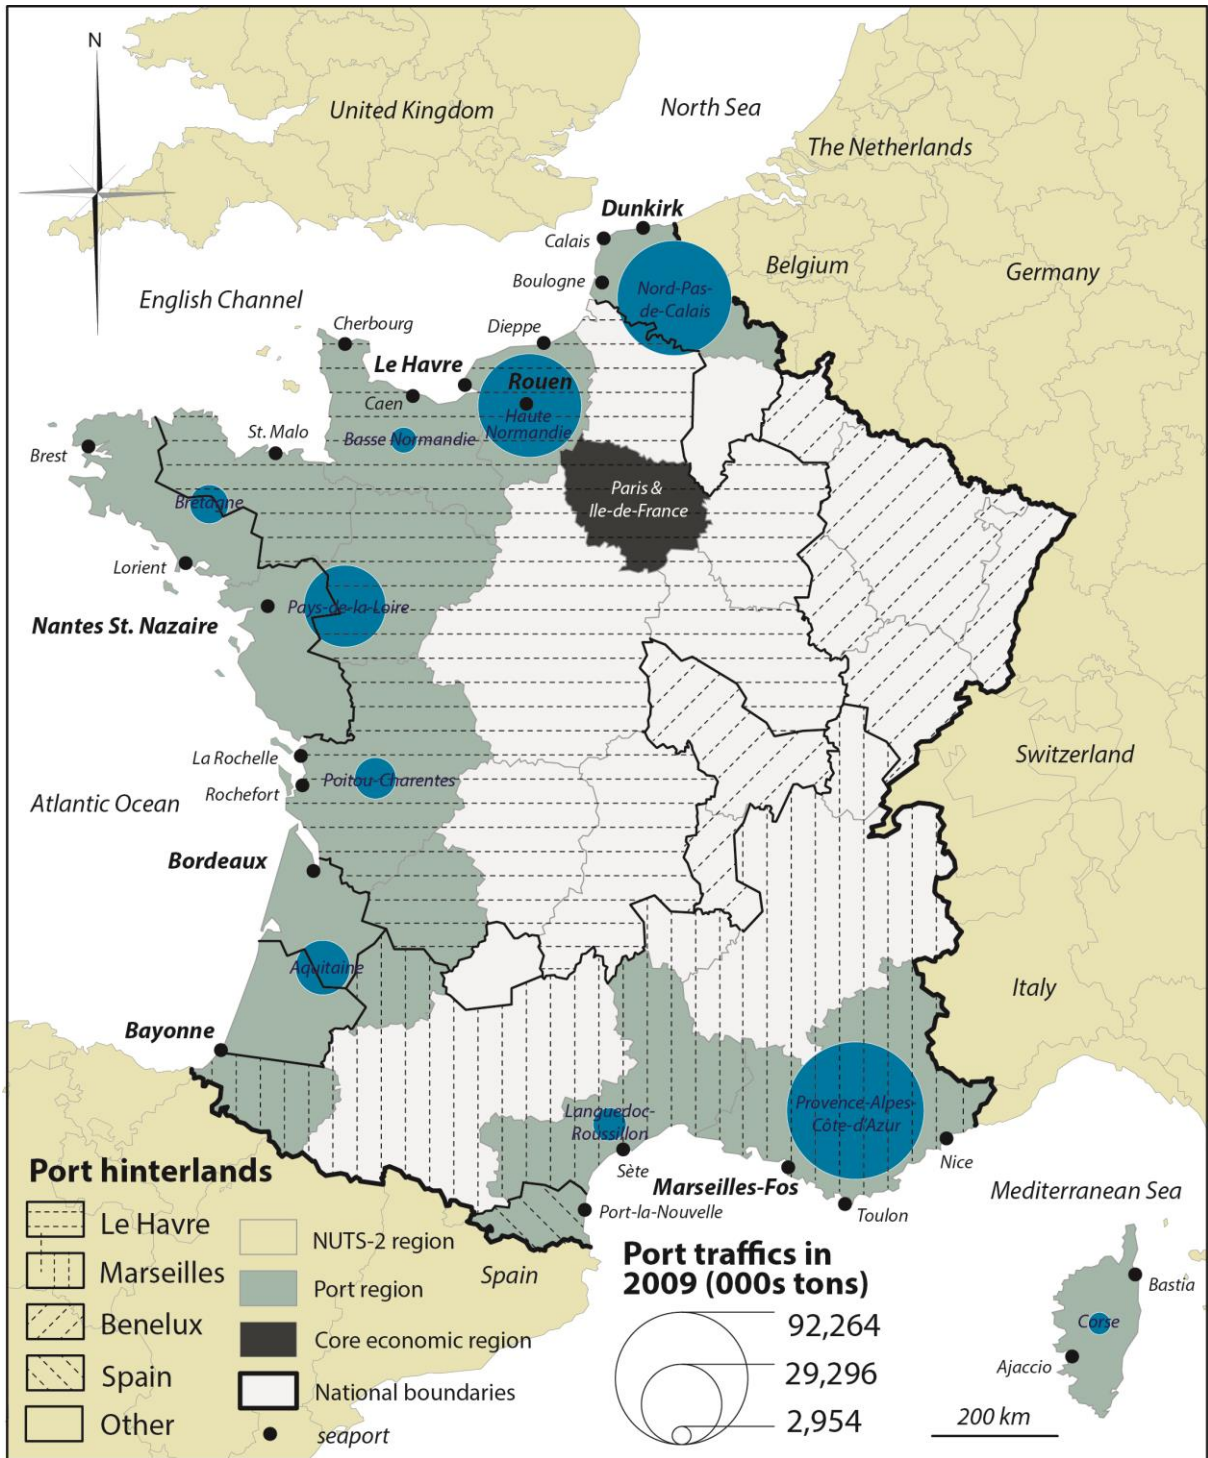 N
United Kingdom
North Sea
The Netherlands
Dunkirk
Calais
Belgium
Germany
Boulogne
Nord-Pas-
de-Calais
English Channel
Cherbourg
Dieppe
Le Havre
Rouen
Caen
Haute
Normandie
Basse Normandie
St. Malo
Brest
Paris &
Ile-de-France
Bretagne
Lorient
Pays-de-la-Loire
Nantes St. Nazaire
La Rochelle
Switzerland
Poitou-Charentes
Rochefort
Atlantic Ocean
Bordeaux
Aquitaine
Italy
Bayonne
Languedoc-
Roussillon
Provence-Alpes-
Côte-d'Azur
Nice
Sète
Marseilles-Fos
Mediterranean Sea
Port-la-Nouvelle
Toulon
Spain
Bastia
Corse
Ajaccio
Port hinterlands
Le Havre
Marseilles
Benelux
Spain
Other
NUTS-2 region
Port region
Core economic region
National boundaries
seaport
Port traffics in
2009 (000s tons)
92,264
29,296
2,954
200 km